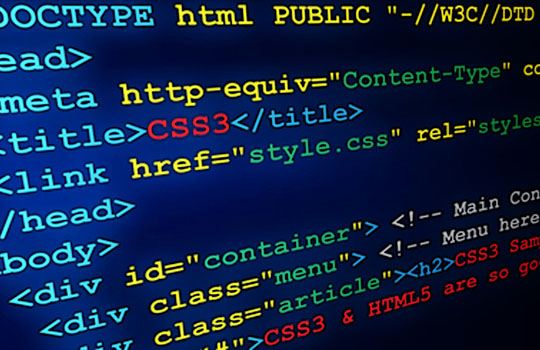 DOCTYPE html PUBLIC "-//W3C//DTD
ead>
meta http-equiv="Content-Type" co
<title>CSS3</title>
<link href="style.css" rel="styles
/head>
body>
<div id="container"> <!-- Main Con
<div class="menu"> <!-- Menu here
div class="article"><h2>CSS3 Sam
#">CSS3 & HTML5 are so go